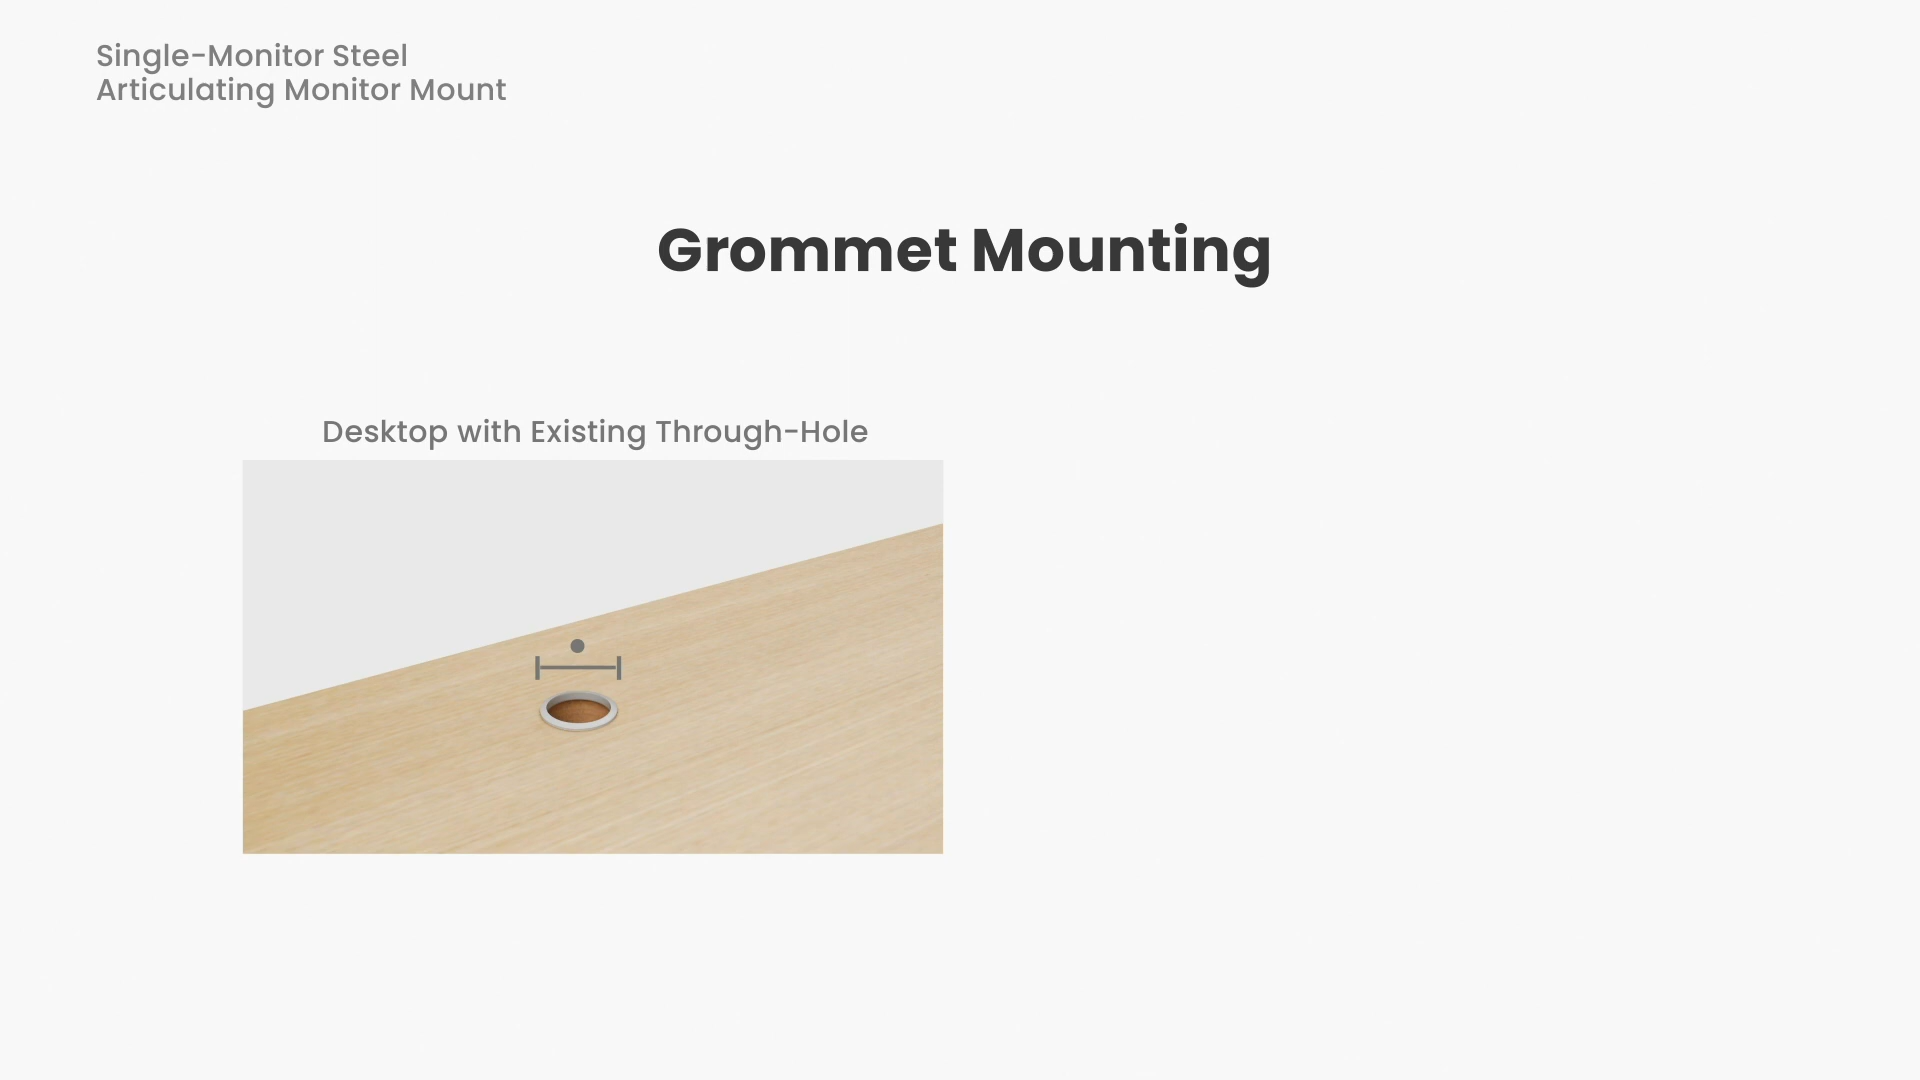 Single-Monitor Steel
Articulating Monitor Mount
Grommet Mounting
Desktop with Existing Through-Hole